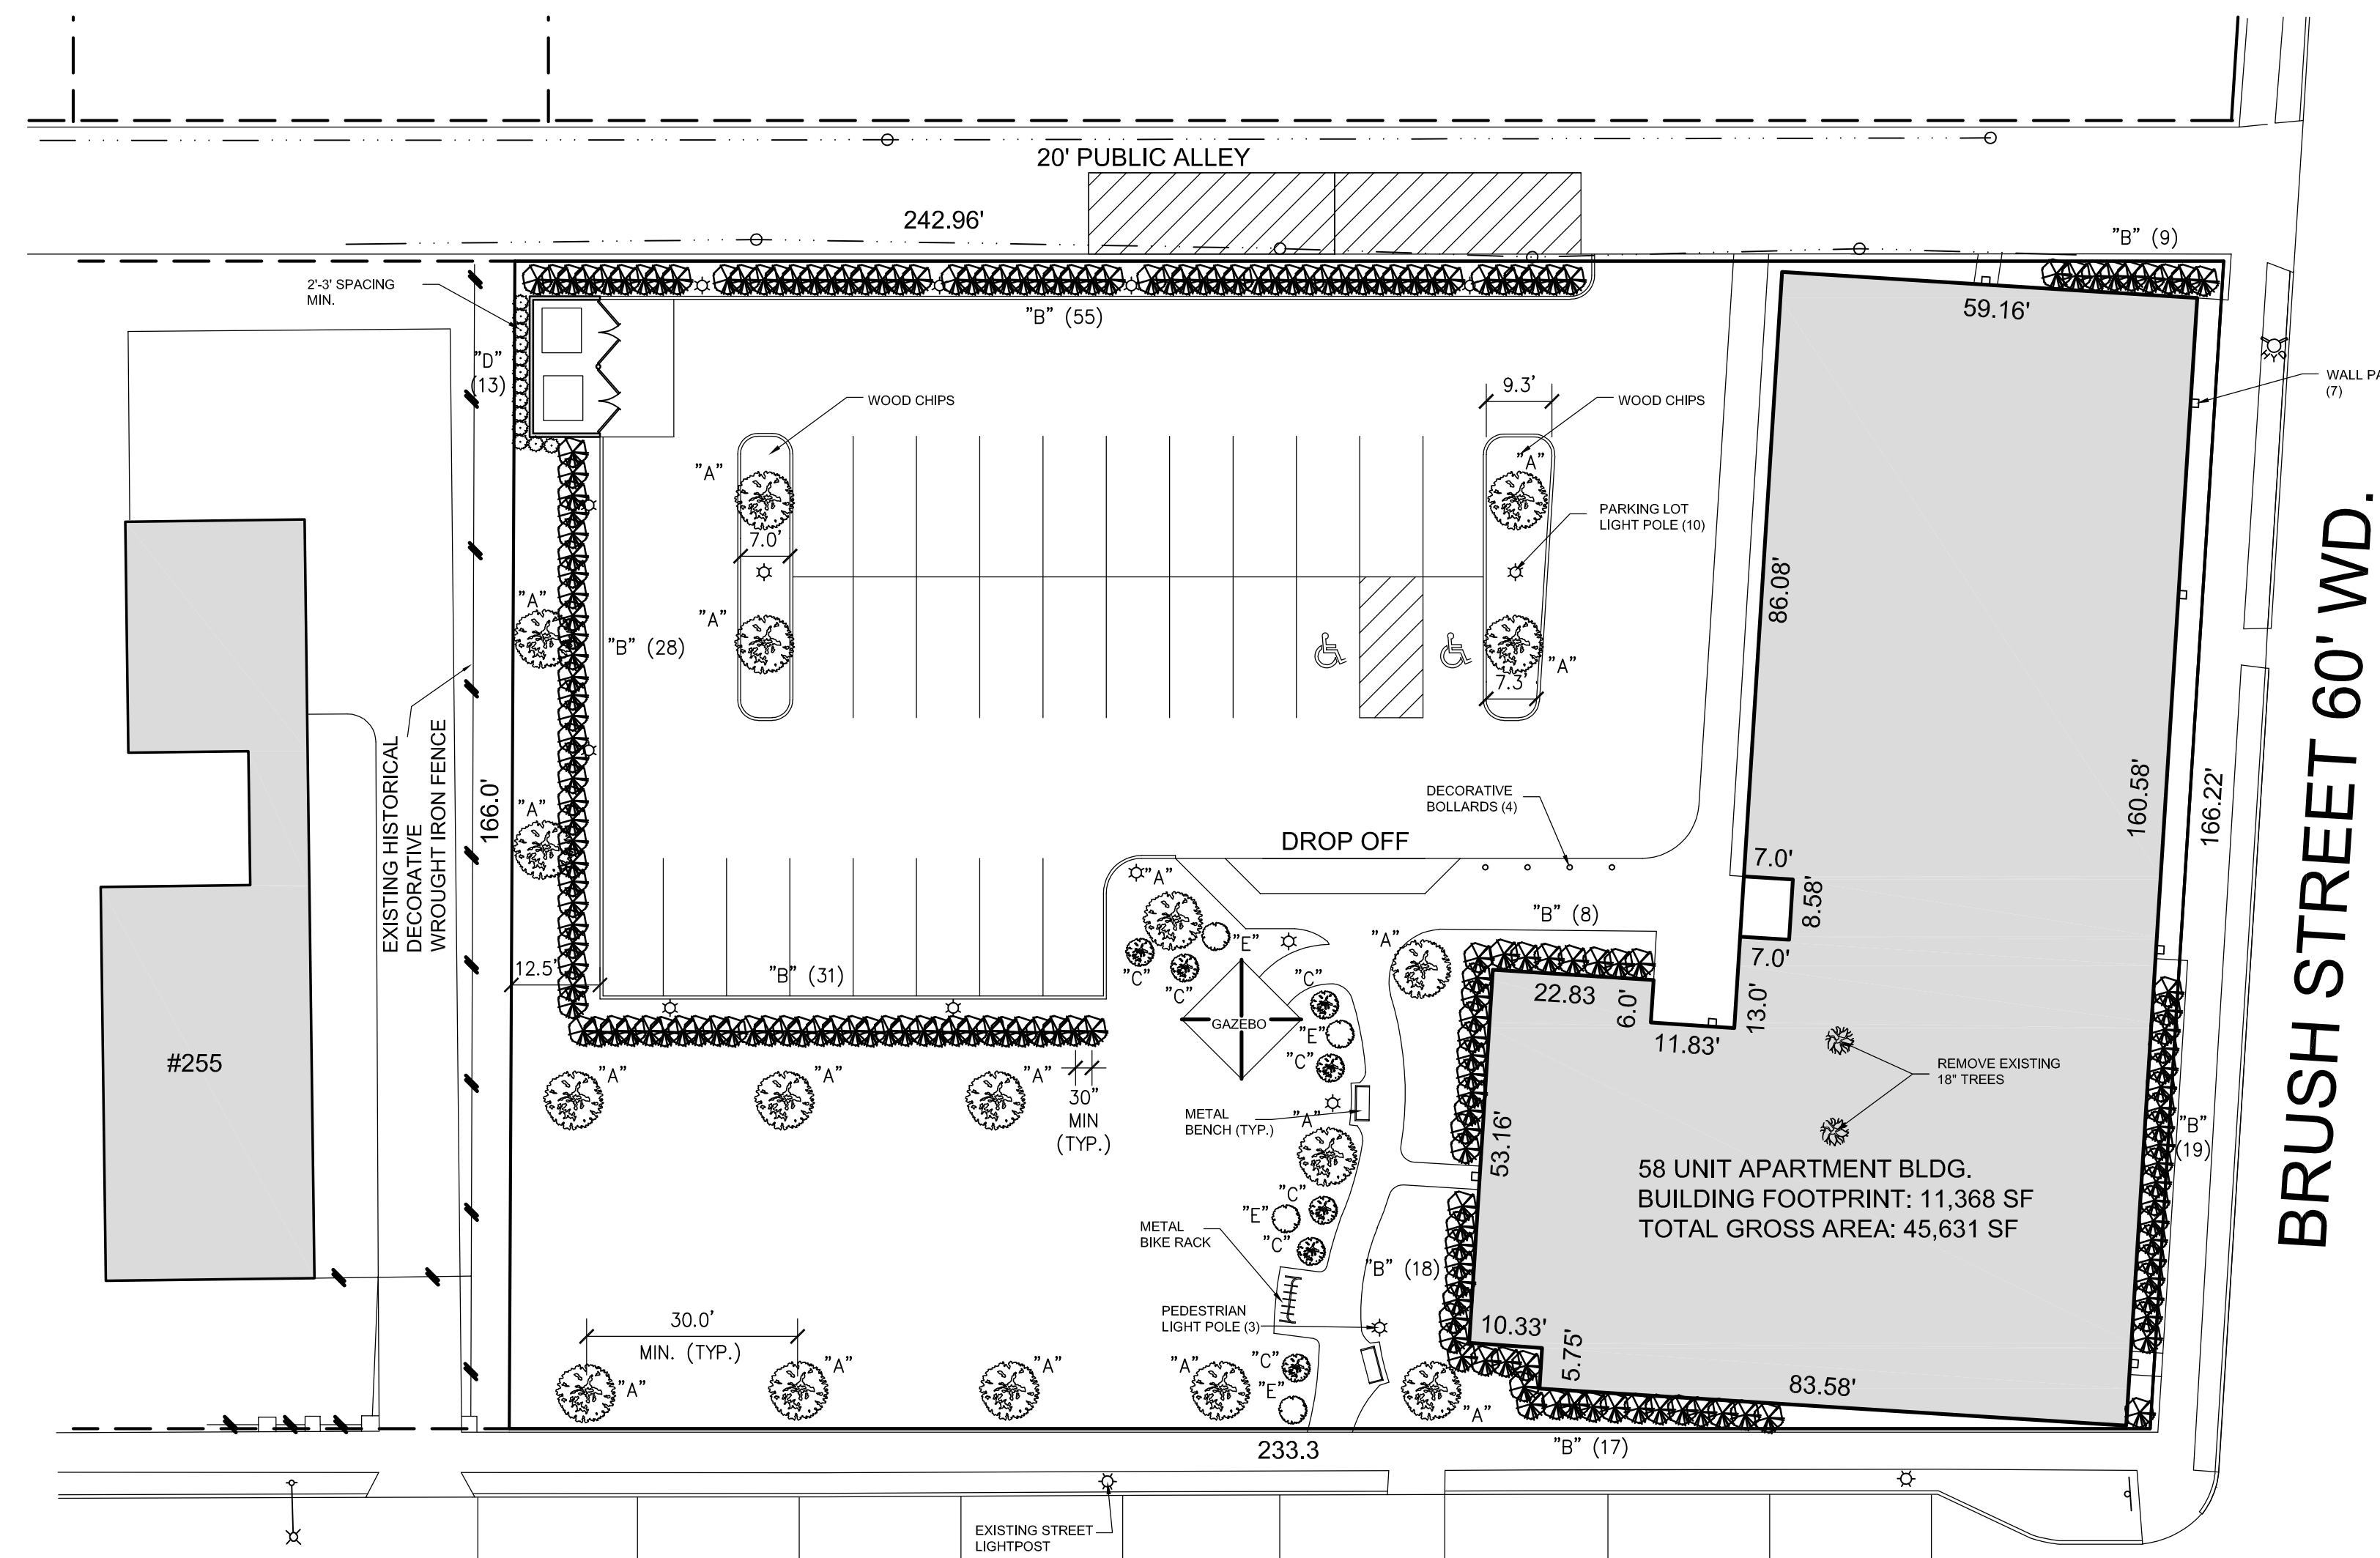 20' PUBLIC ALLEY
242.96'
"B" (9)
2'-3' SPACING
MIN.
59.16'
"B" (55)
"D"
(13)
WALL PA
(7)
9.3'
WOOD CHIPS
WOOD CHIPS
"A"
"A"
PARKING LOT
LIGHT POLE (10)
7.0'
86.08'
"A"
"A"
"B" (28)
"A"
7.3'
BRUSH STREET 60' WD.
EXISTING HISTORICAL
DECORATIVE
WROUGHT IRON FENCE
166.0'
"A"
160.58'
166.22'
DECORATIVE
BOLLARDS (4)
DROP OFF
7.0'
8.58'
"A"
"B" (8)
"E"
"A"
7.0'
12.5'
"B" (31)
"C"
"C"
"C"
22.83
6.0'
13.0'
GAZEBO
"E"
11.83'
#255
"C"
REMOVE EXISTING
18" TREES
"A"
"A"
"A"
30"
MIN
(TYP.)
METAL
BENCH (TYP.)
"A"
53.16'
"B"
(19)
58 UNIT APARTMENT BLDG.
BUILDING FOOTPRINT: 11,368 SF
TOTAL GROSS AREA: 45,631 SF
"C"
"E"
METAL
BIKE RACK
"C"
"B" (18)
30.0'
MIN. (TYP.)
PEDESTRIAN
LIGHT POLE (3)
10.33'
5.75'
83.58'
"A"
"A"
"A"
"A"
"C"
"E"
"A"
233.3
"B" (17)
EXISTING STREET
LIGHTPOST